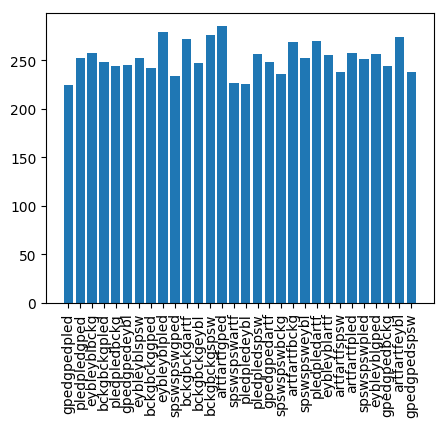 250
200
150
100
50
0
gpedgpedpled
pledpledgped
eybleyblbckg
bckgbckgpled
pledpledbckg
gpedgpedeybl
eybleyblspsw
bckgbckggped
eybleyblpled
spswspswgped
bckgbckgartf
bckgbckgeybl
bckgbckgspsw
artfartfgped
spswspswartf
pledpledeybl
pledpledspsw
gpedgpedartf
spswspswbckg
artfartfbckg
spswspsweybl
pledpledartf
eybleyblartf
artfartfspsw
artfartfpled
spswspswpled
eybleyblgped
gpedgpedbckg
artfartfeybl
gpedgpedspsw